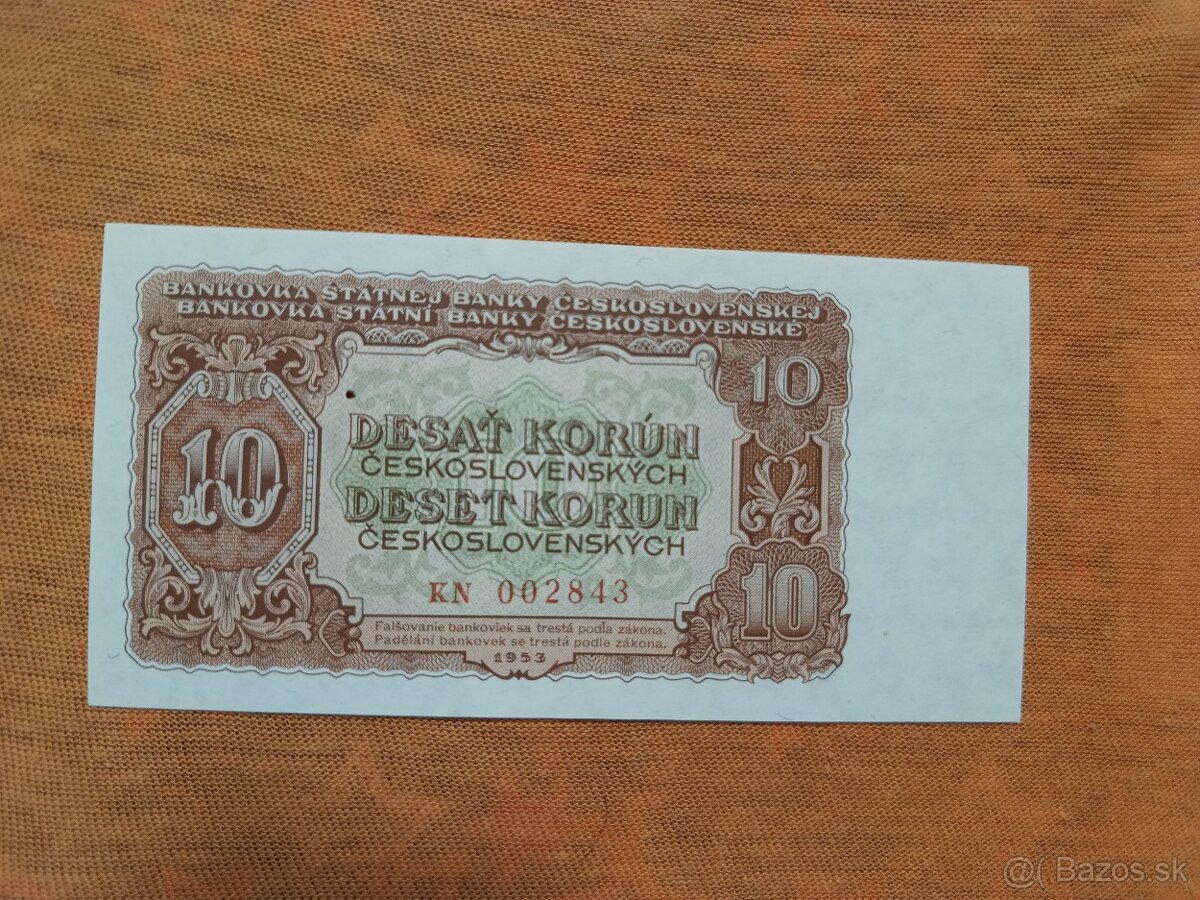 BANKOVKA ŠTÁTNEJ BANKY ČESKOSLOVENSKEJ
BANKOVKA STÁTNÍ BANKY ČESKOSLOVENSKÉ
10
10
DESAŤ KORÚN
ČESKOSLOVENSKÝCH
DESET KORUN
ČESKOSLOVENSKÝCH
10
KN 002843
Falšovanie bankoviek sa trestá podľa zákona.
Padělání bankovek se trestá podle zákona.
1953
@( Bazos.sk